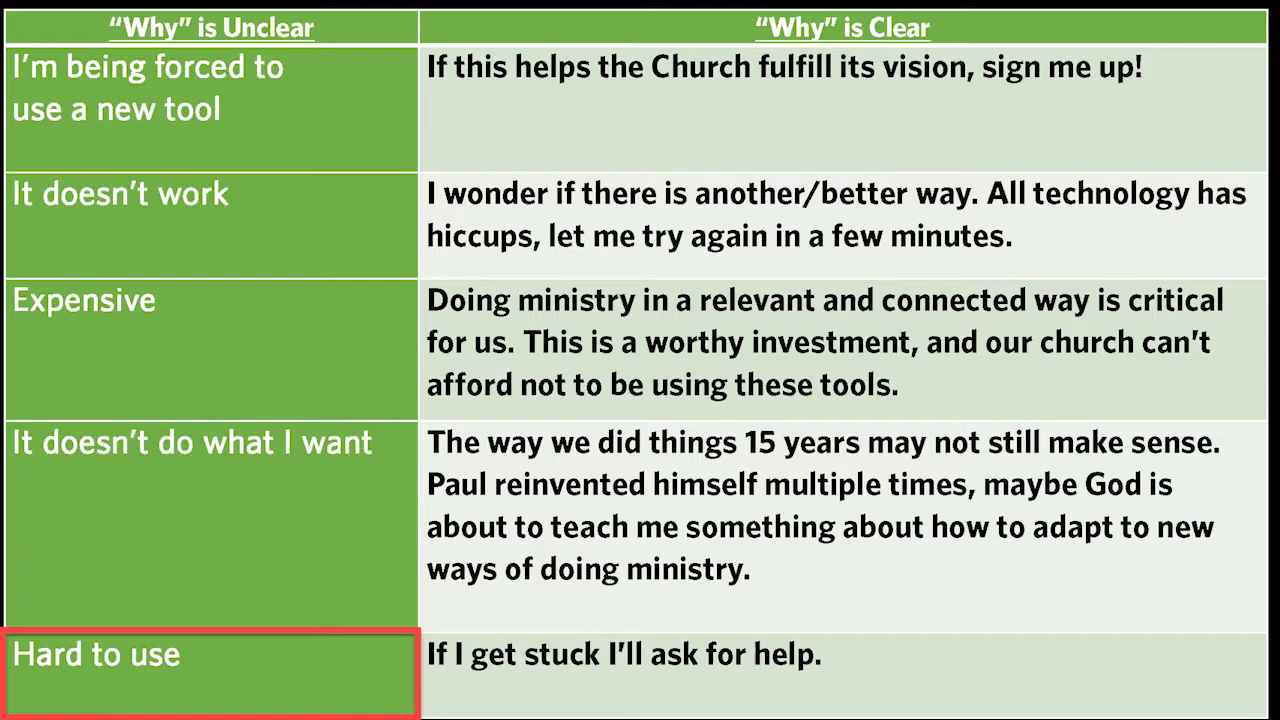 “Why” is Unclear
“Why” is Clear
I’m being forced to
use a new tool
If this helps the Church fulfill its vision, sign me up!
It doesn’t work
I wonder if there is another/better way. All technology has
hiccups, let me try again in a few minutes.
Expensive
Doing ministry in a relevant and connected way is critical
for us. This is a worthy investment, and our church can’t
afford not to be using these tools.
It doesn’t do what I want
The way we did things 15 years may not still make sense.
Paul reinvented himself multiple times, maybe God is
about to teach me something about how to adapt to new
ways of doing ministry.
Hard to use
If I get stuck I’ll ask for help.